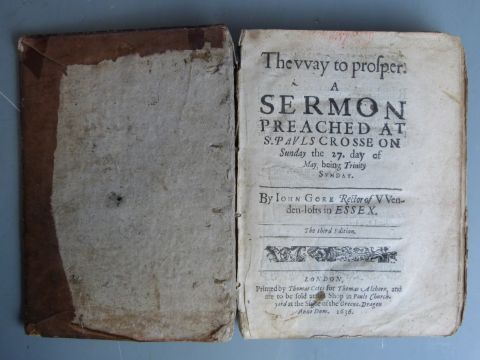 The vvay to prosper.
A
SERMON
PREACHED AT
S. PAVLS CROSSE ON
Sunday the 27. day of
May, being Trinity
SVNDAY.
By IOHN GORE Rector of VVen-
den-lofts in ESSEX.
The third Edition.
LONDON,
Printed by Thomas Cotes for Thomas Alchorn, and
are to be sold at his Shop in Pauls Church-
yard at the Signe of the Greene-Dragon
Anno Dom. 1636.